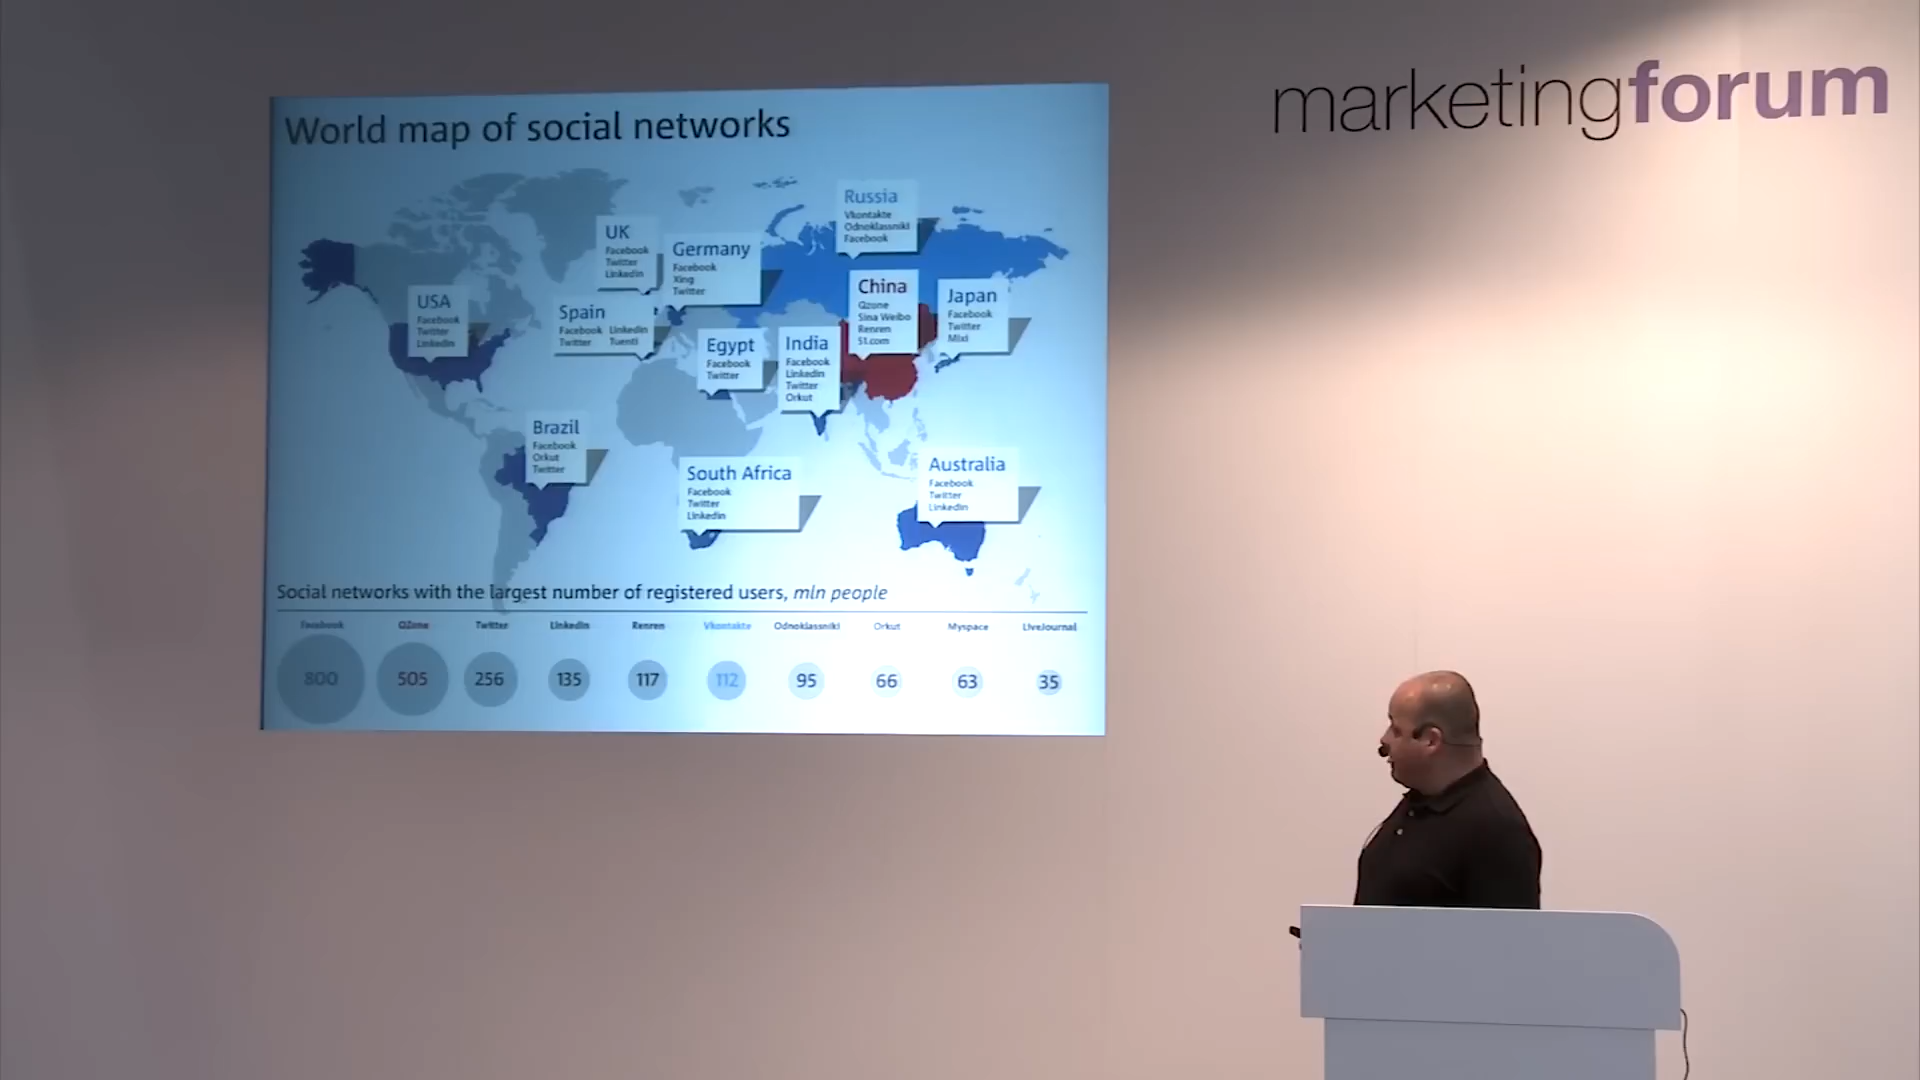 marketingforum
World map of social networks
Russia
Vkontakte
Odnoklassniki
Facebook
UK
Facebook
Twitter
Linkedin
Germany
Facebook
Xing
Twitter
China
Qzone
Sina Weibo
Renren
51.com
Japan
Facebook
Twitter
Mixi
USA
Facebook
Twitter
Linkedin
Spain
Facebook Linkedin
Twitter Tuenti
Egypt
Facebook
Twitter
India
Facebook
Linkedin
Twitter
Orkut
Brazil
Facebook
Orkut
Twitter
South Africa
Facebook
Twitter
Linkedin
Australia
Facebook
Twitter
Linkedin
Social networks with the largest number of registered users, mln people
Facebook QZone Twitter Linkedin Renren Vkontakte Odnoklassniki Orkut Myspace LiveJournal
800 505 256 135 117 112 95 66 63 35